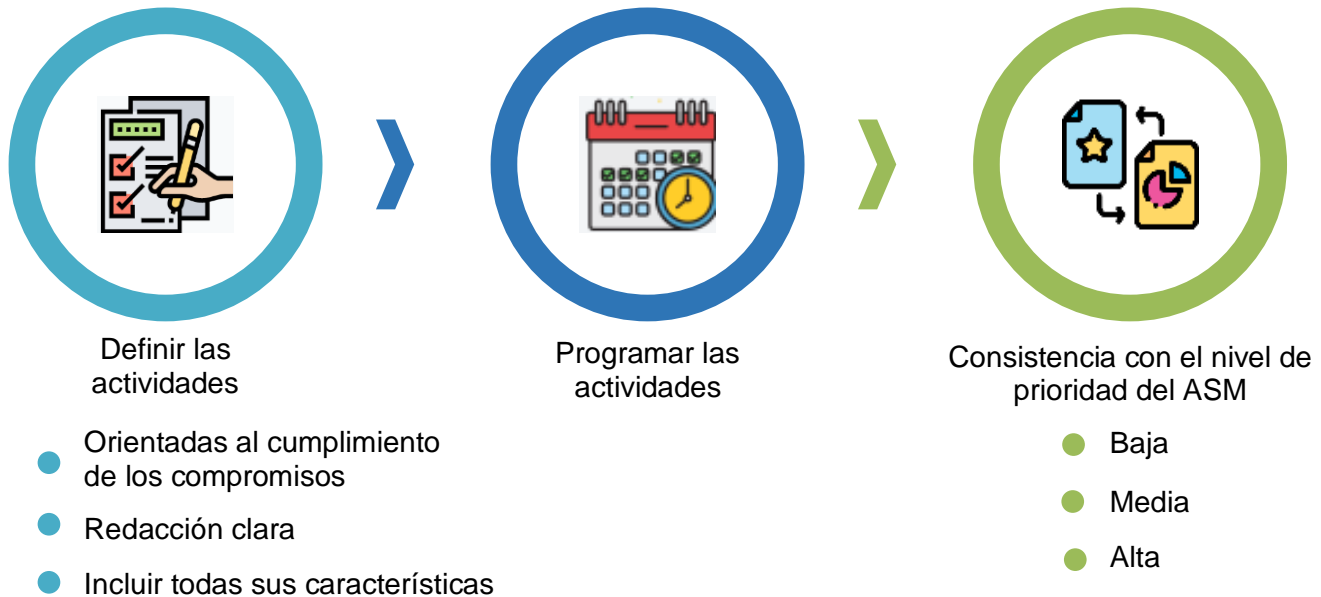 Definir las
actividades
Orientadas al cumplimiento
de los compromisos
Redacción clara
Incluir todas sus características
Programar las
actividades
Consistencia con el nivel de
prioridad del ASM
Baja
Media
Alta